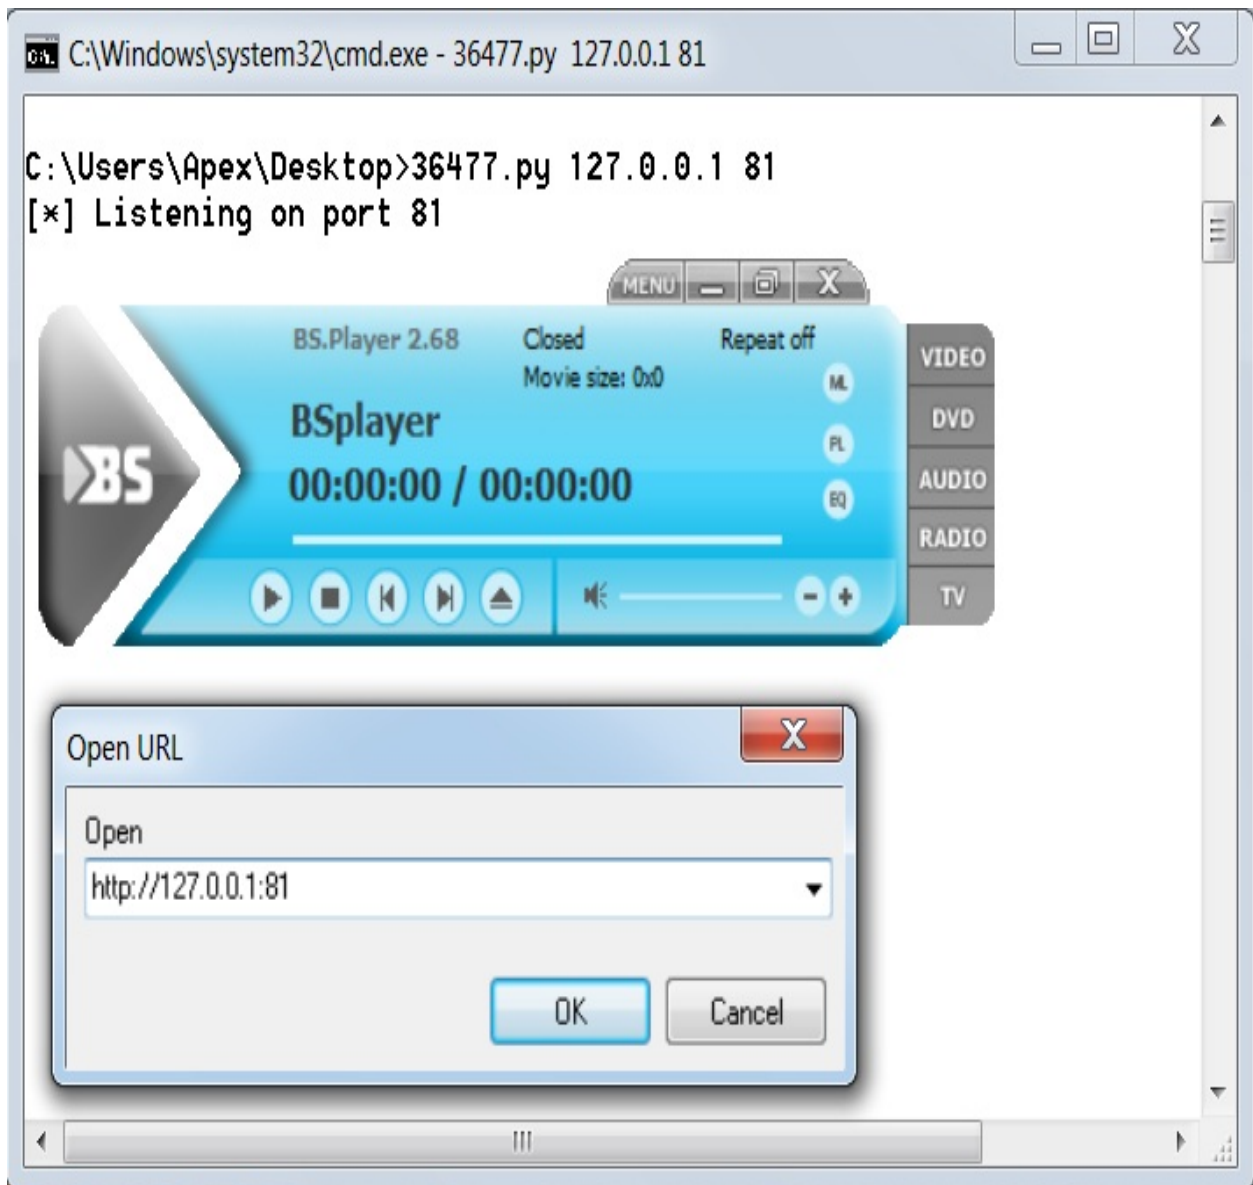 C:\Windows\system32\cmd.exe - 36477.py 127.0.0.1 81
C:\Users\Apex\Desktop>36477.py 127.0.0.1 81
[*] Listening on port 81
MENU
BS.Player 2.68 Closed Repeat off
Movie size: 0x0
ML
BSplayer
PL
00:00:00 / 00:00:00
EQ
BS
VIDEO
DVD
AUDIO
RADIO
TV
Open URL
Open
http://127.0.0.1:81
OK Cancel